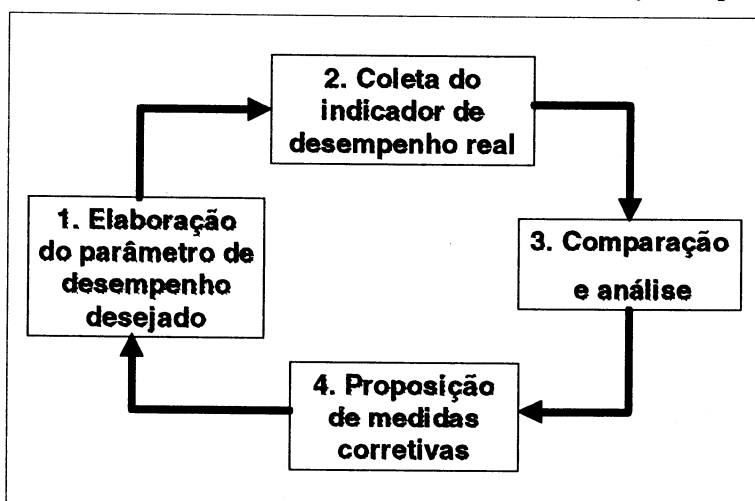 1. Elaboração
do parâmetro de
desempenho
desejado
2. Coleta do
indicador de
desempenho real
3. Comparação
e análise
4. Proposição
de medidas
corretivas